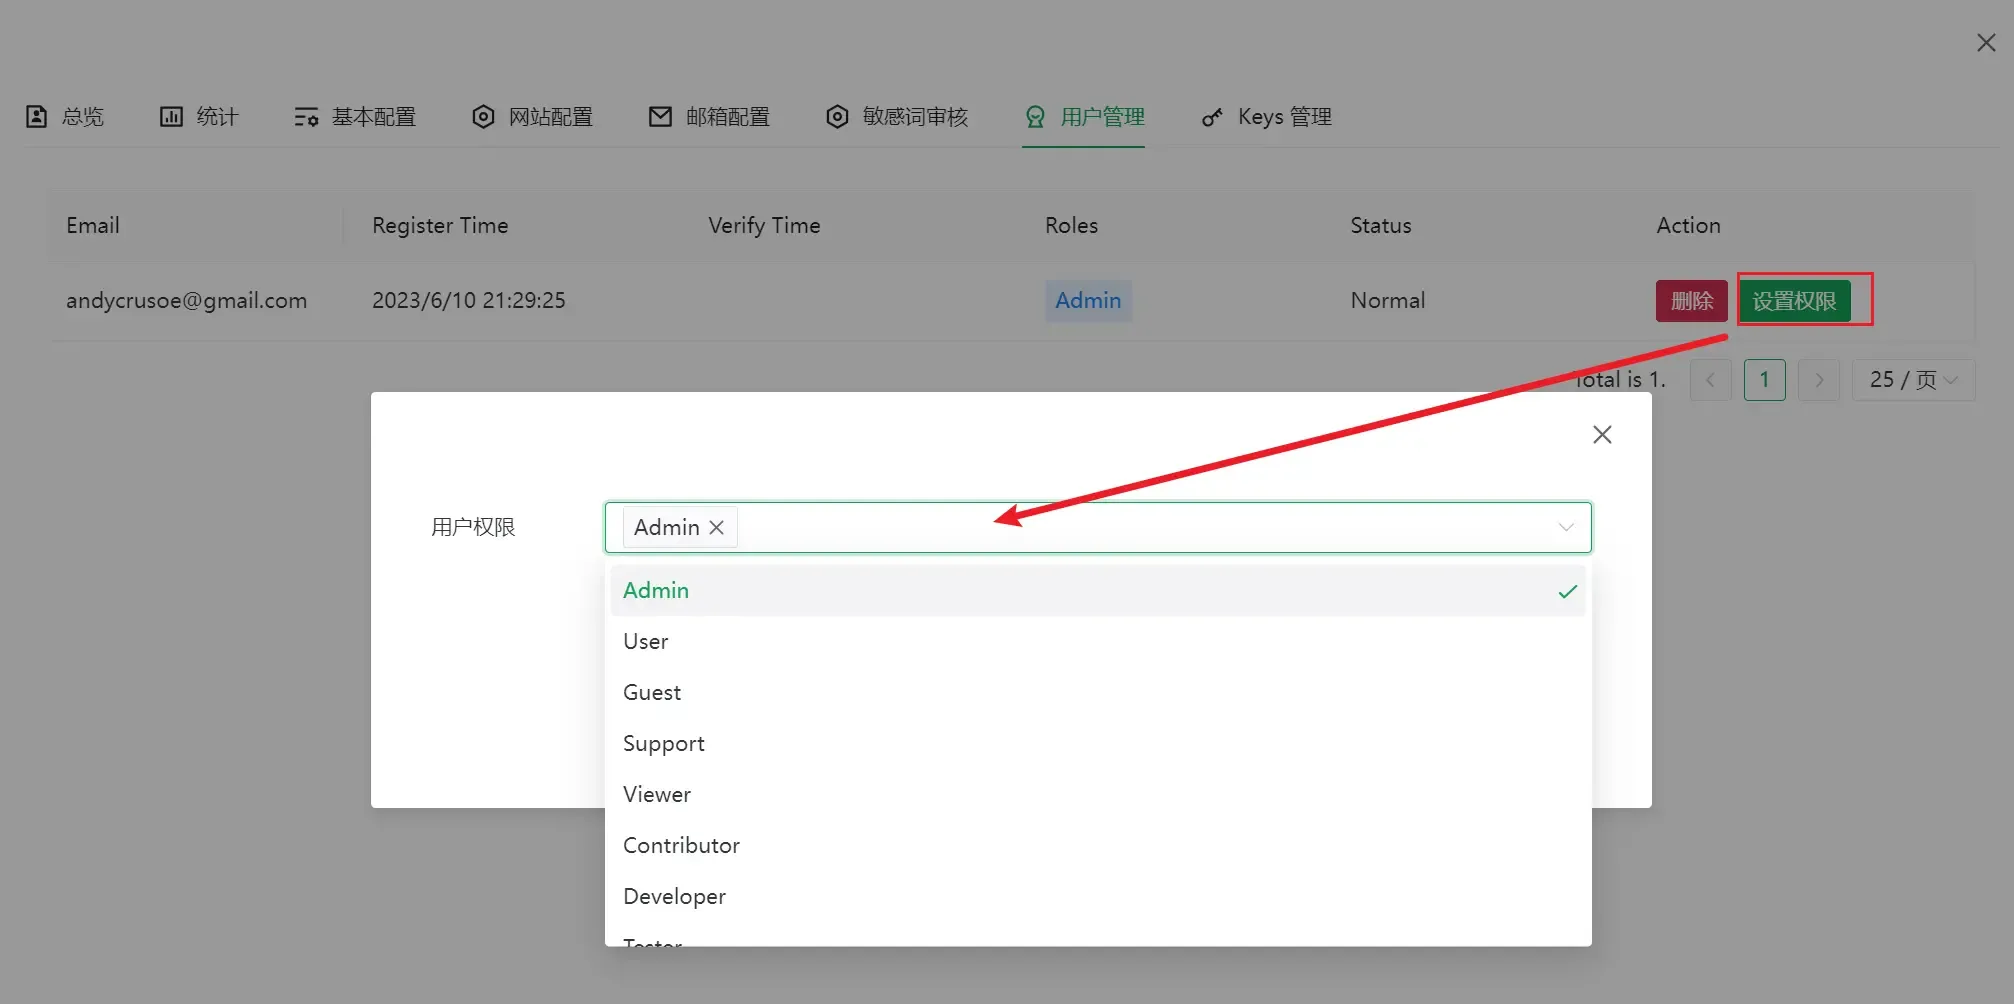 总览 统计 基本配置 网站配置 邮箱配置 敏感词审核 用户管理 Keys 管理
Email Register Time Verify Time Roles Status Action
andycrusoe@gmail.com 2023/6/10 21:29:25 Admin Normal 删除 设置权限
Total is 1. 1 25 / 页
用户权限 Admin
Admin
User
Guest
Support
Viewer
Contributor
Developer
Tester